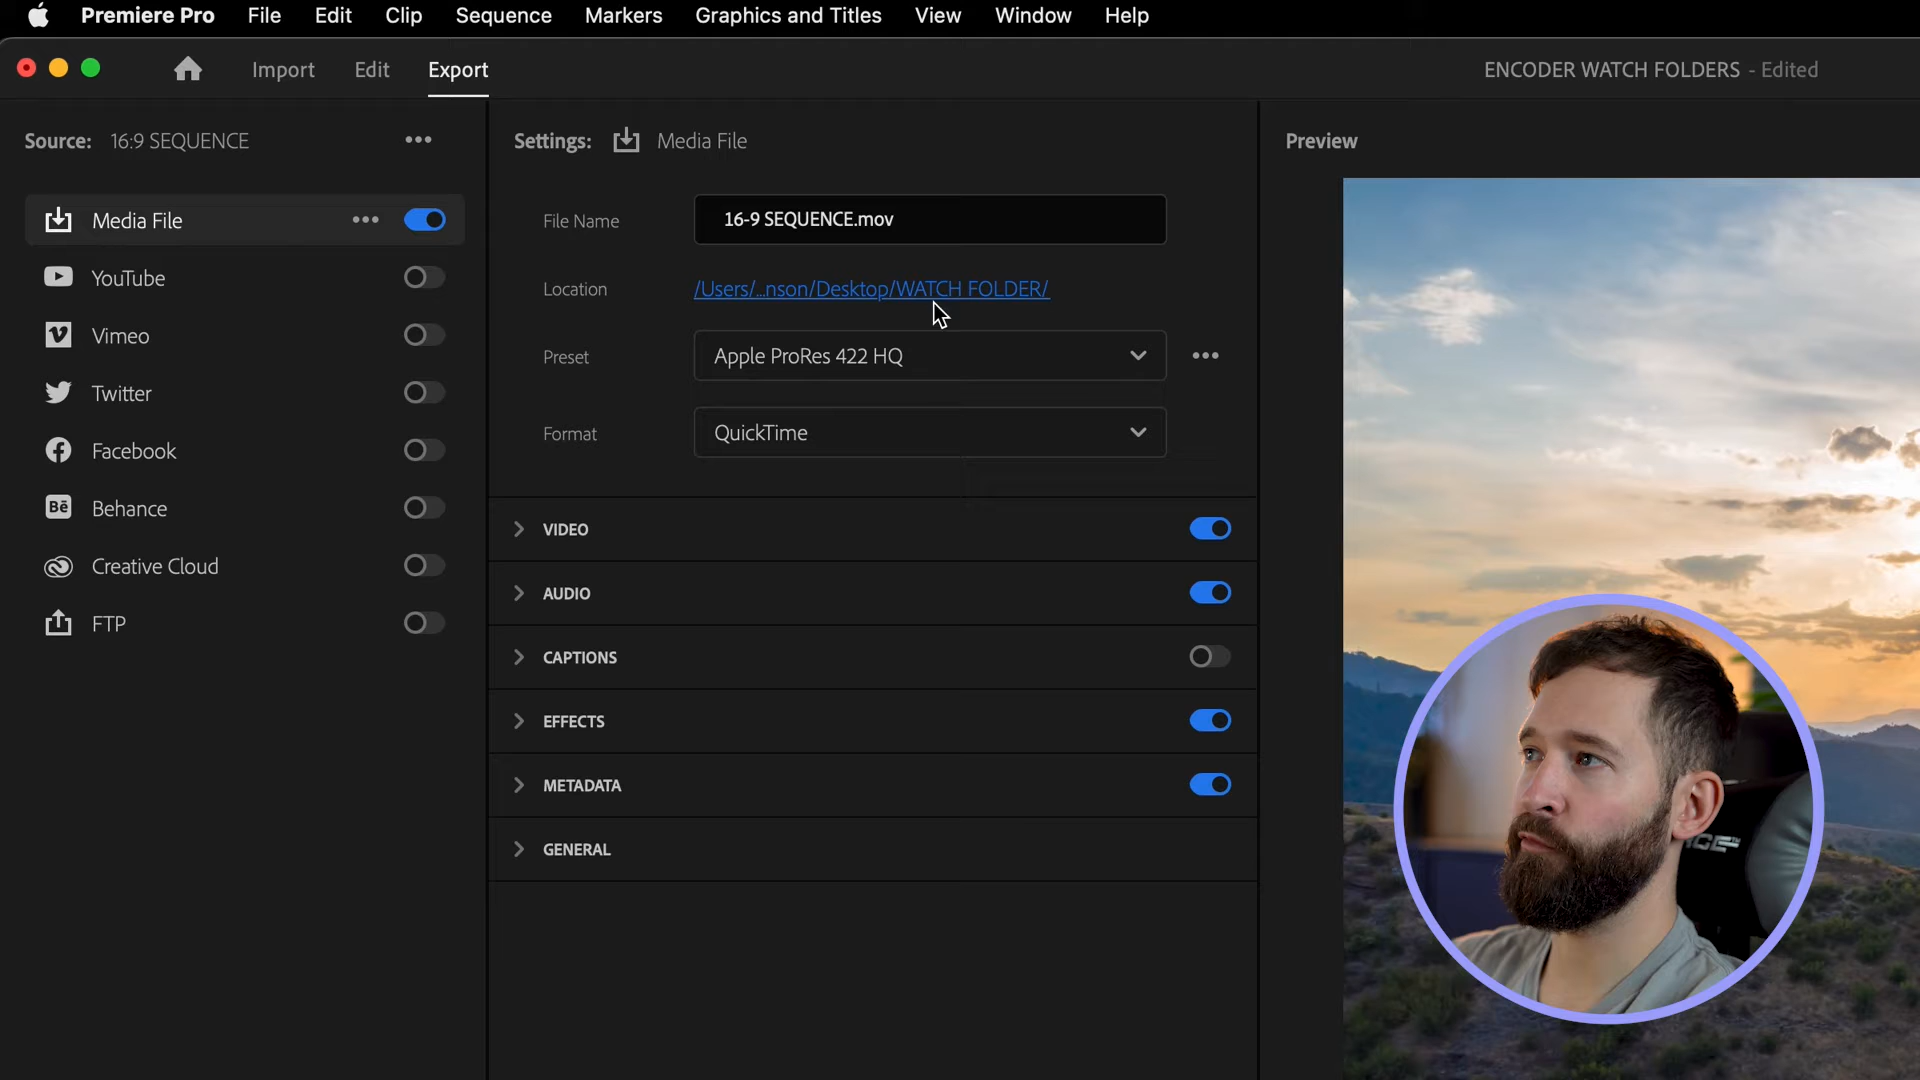 Premiere Pro File Edit Clip Sequence Markers Graphics and Titles View Window Help
Import Edit Export ENCODER WATCH FOLDERS - Edited
Source: 16:9 SEQUENCE
Media File
YouTube
Vimeo
Twitter
Facebook
Bē Behance
Creative Cloud
FTP
Settings: Media File
File Name 16-9 SEQUENCE.mov
Location /Users/...nson/Desktop/WATCH FOLDER/
Preset Apple ProRes 422 HQ
Format QuickTime
VIDEO
AUDIO
CAPTIONS
EFFECTS
METADATA
GENERAL
Preview